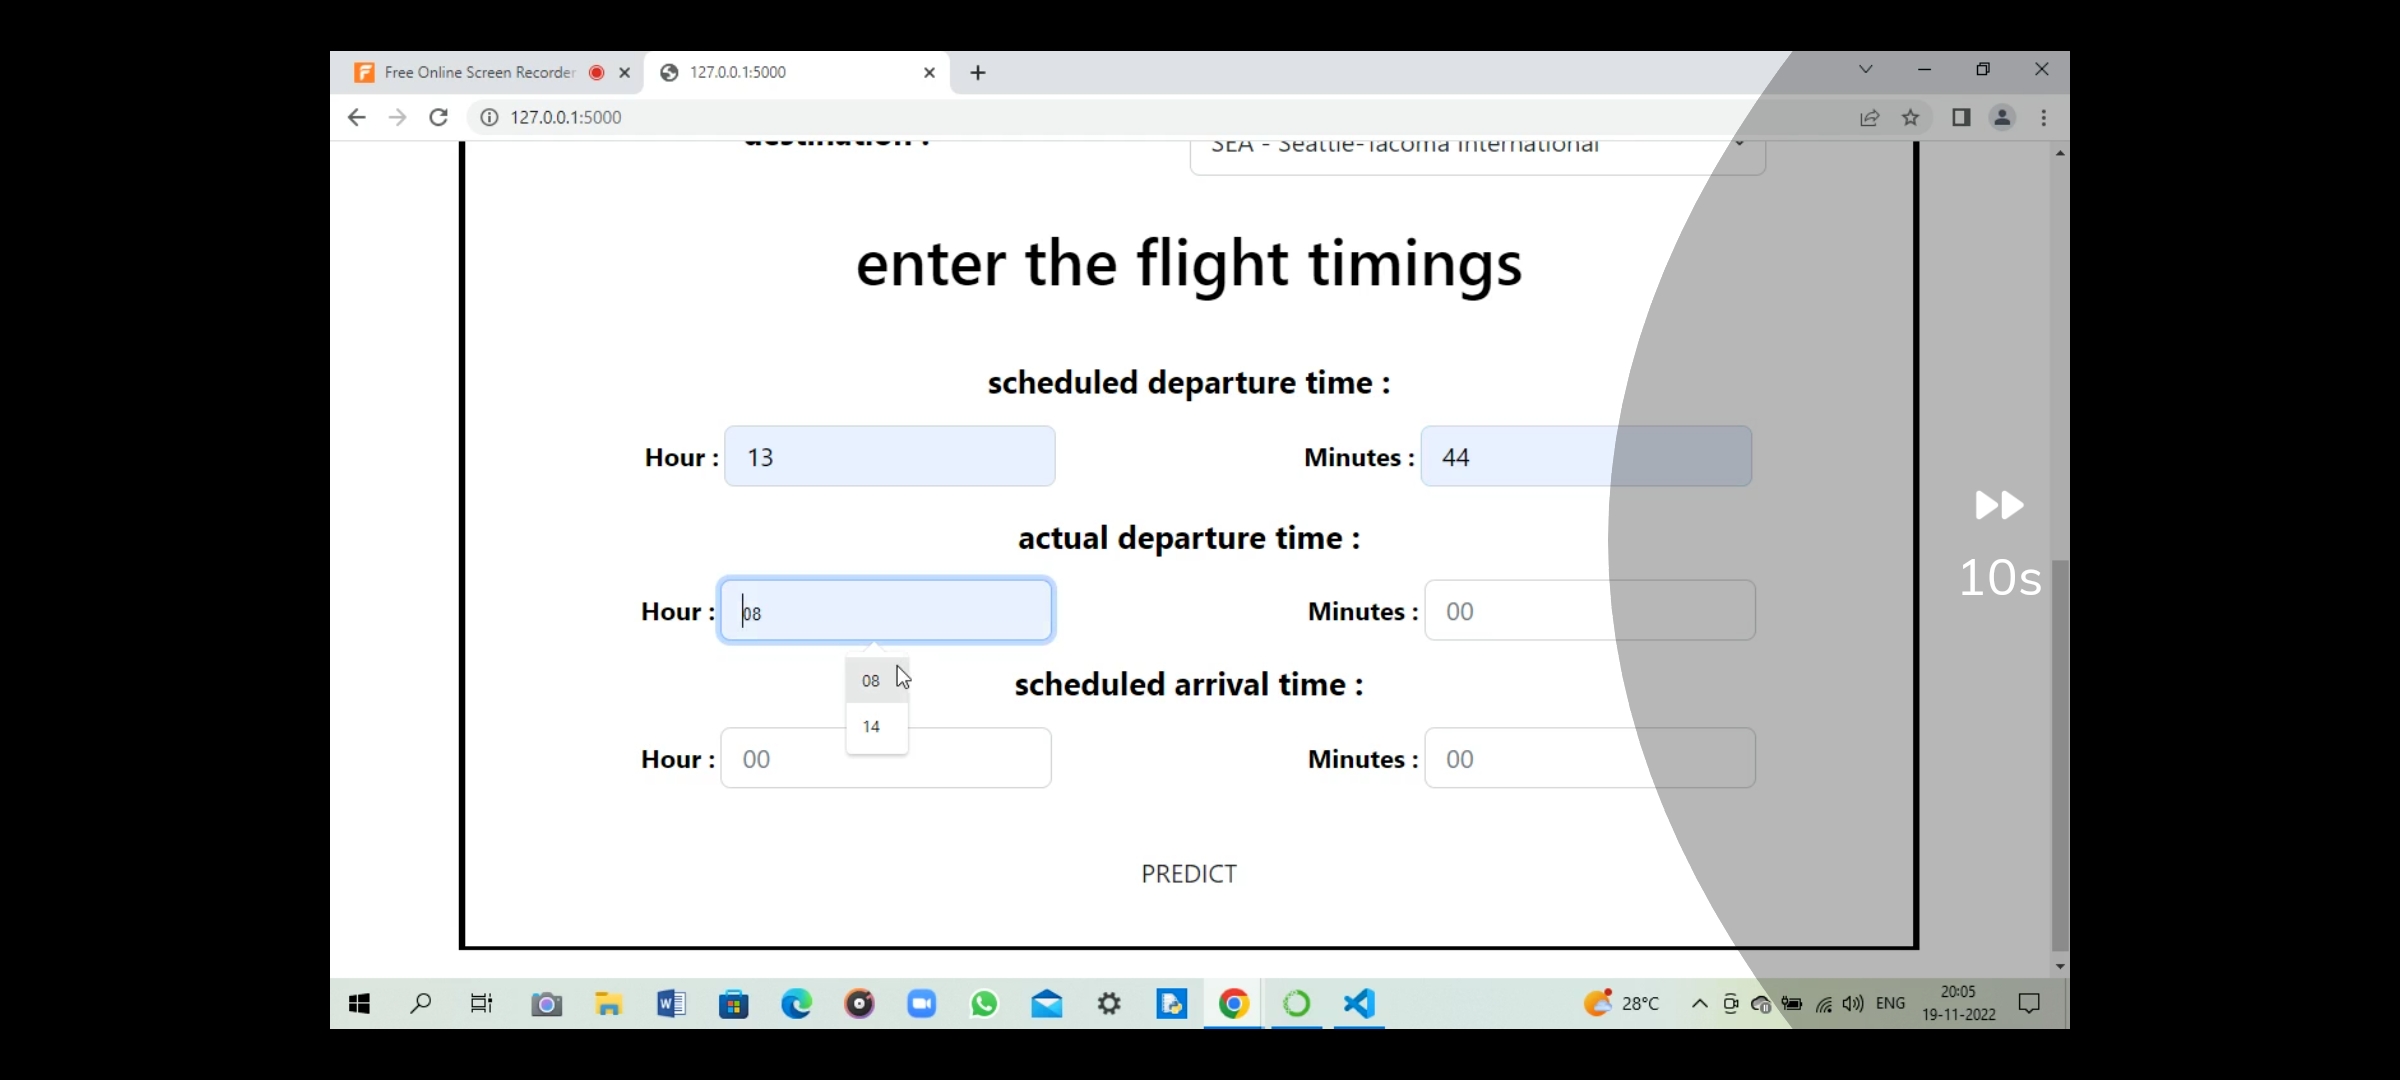 Free Online Screen Recorder
127.0.0.1:5000
127.0.0.1:5000
destination :
SEA - Seattle-Tacoma International
enter the flight timings
scheduled departure time :
Hour : 13 Minutes : 44
actual departure time :
Hour : 08 Minutes : 00
10s
08
scheduled arrival time :
14
Hour : 00 Minutes : 00
PREDICT
28°C
ENG
20:05
19-11-2022